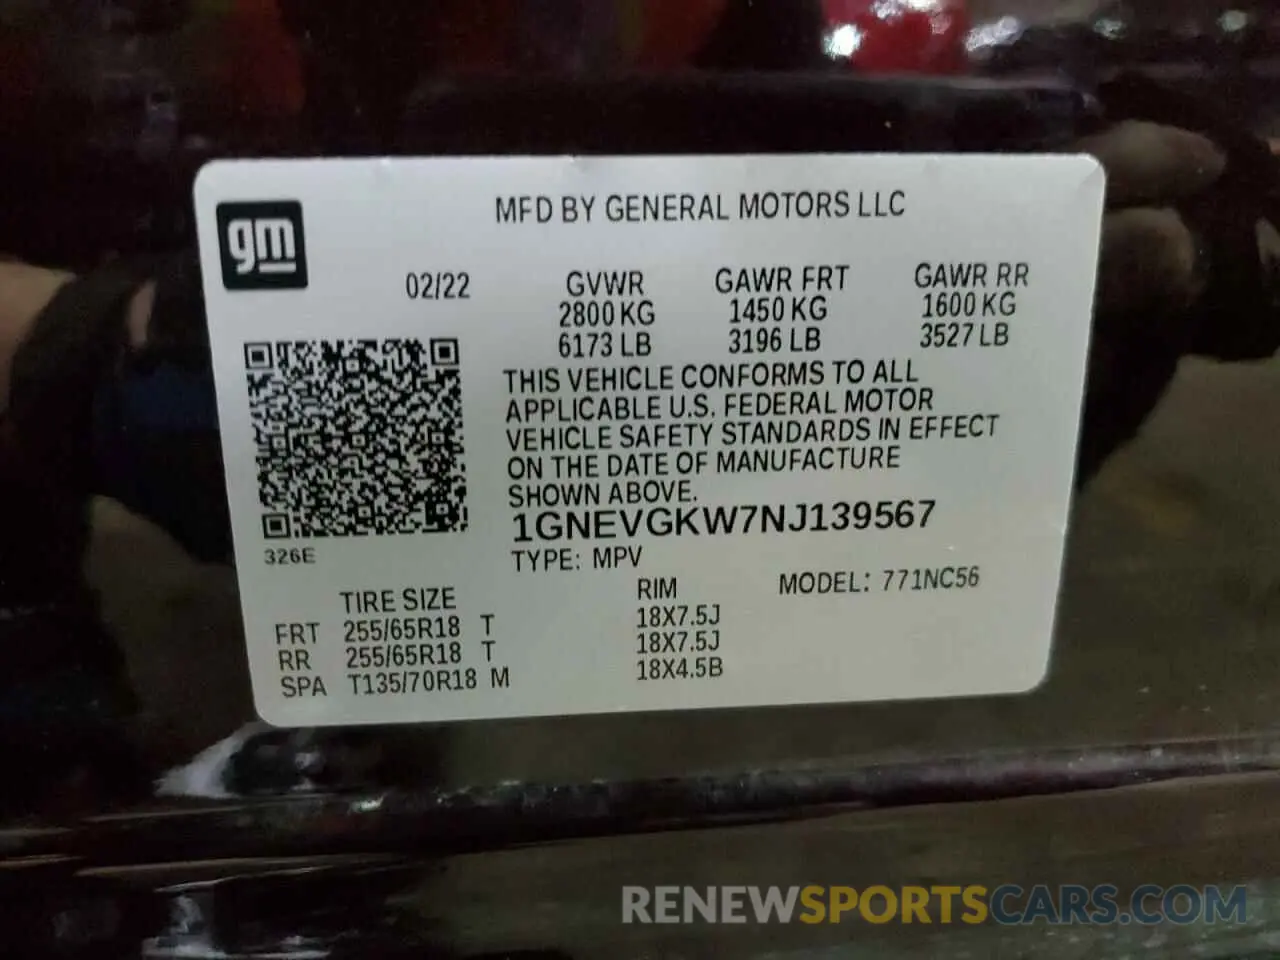 gm
MFD BY GENERAL MOTORS LLC
02/22 GVWR GAWR FRT GAWR RR
2800 KG 1450 KG 1600 KG
6173 LB 3196 LB 3527 LB
THIS VEHICLE CONFORMS TO ALL
APPLICABLE U.S. FEDERAL MOTOR
VEHICLE SAFETY STANDARDS IN EFFECT
ON THE DATE OF MANUFACTURE
SHOWN ABOVE.
1GNEVGKW7NJ139567
326E
TYPE: MPV
TIRE SIZE RIM MODEL: 771NC56
FRT 255/65R18 T 18X7.5J
RR 255/65R18 T 18X7.5J
SPA T135/70R18 M 18X4.5B
RENEWSPORTSCARS.COM